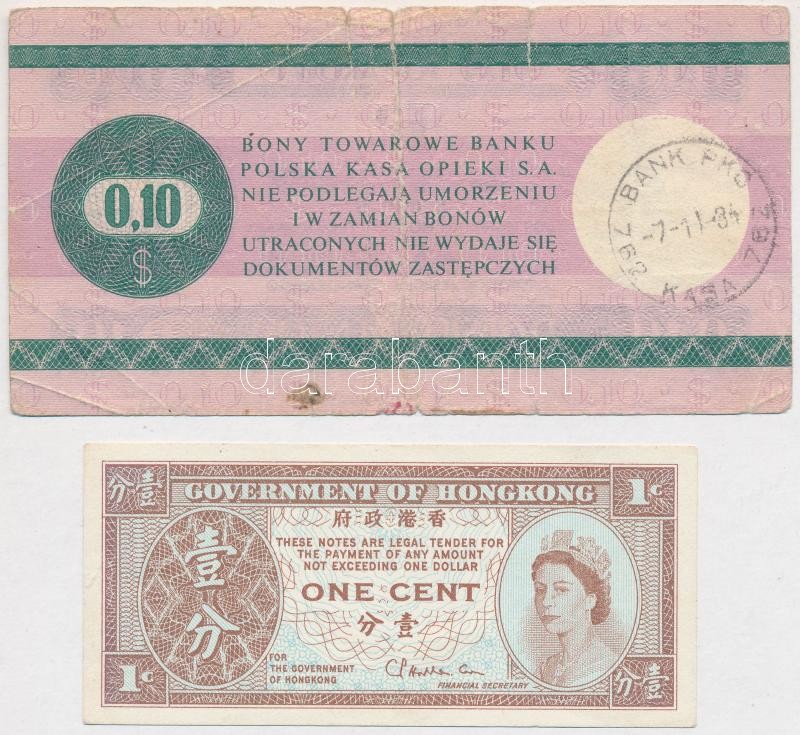 BONY TOWAROWE BANKU
POLSKA KASA OPIEKI S.A.
NIE PODLEGAJĄ UMORZENIU
I W ZAMIAN BONÓW
UTRACONYCH NIE WYDAJE SIĘ
DOKUMENTÓW ZASTĘPCZYCH
0,10
$
BANK PKO
-7-11-84
KASA
darabanth
分壹
GOVERNMENT OF HONGKONG
1c
府政港香
THESE NOTES ARE LEGAL TENDER FOR
THE PAYMENT OF ANY AMOUNT
NOT EXCEEDING ONE DOLLAR
壹分
ONE CENT
分壹
FOR
THE GOVERNMENT
OF HONGKONG
FINANCIAL SECRETARY
1c
分壹